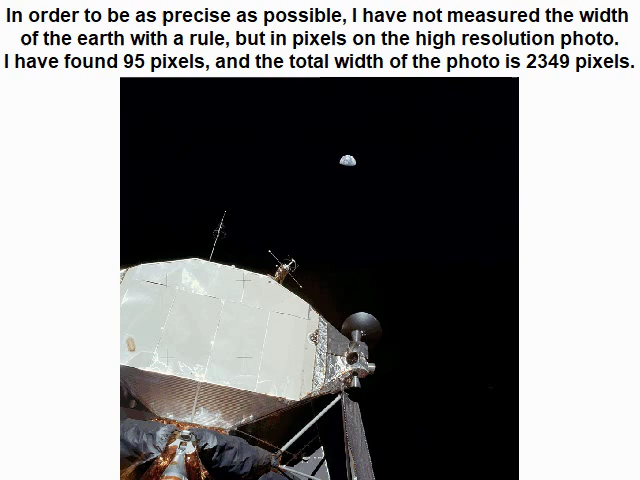 In order to be as precise as possible, I have not measured the width
of the earth with a rule, but in pixels on the high resolution photo.
I have found 95 pixels, and the total width of the photo is 2349 pixels.